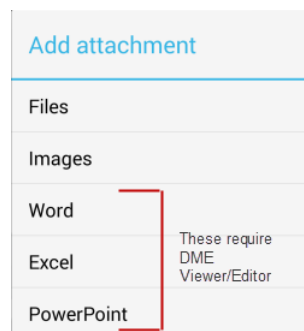 Add attachment
Files
Images
Word
Excel
PowerPoint
These require
DME
Viewer/Editor